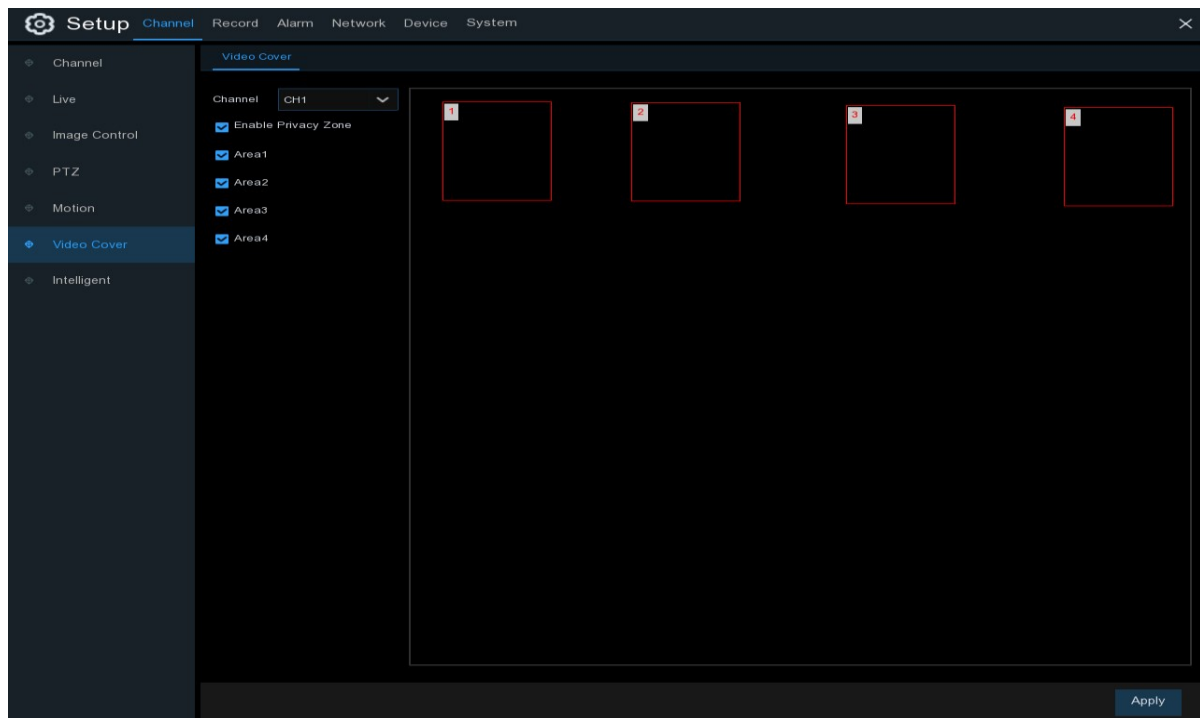 Setup Channel Record Alarm Network Device System
Channel
Live
Image Control
PTZ
Motion
Video Cover
Intelligent
Video Cover
Channel CH1
Enable Privacy Zone
Area1
Area2
Area3
Area4
1 2 3 4
Apply